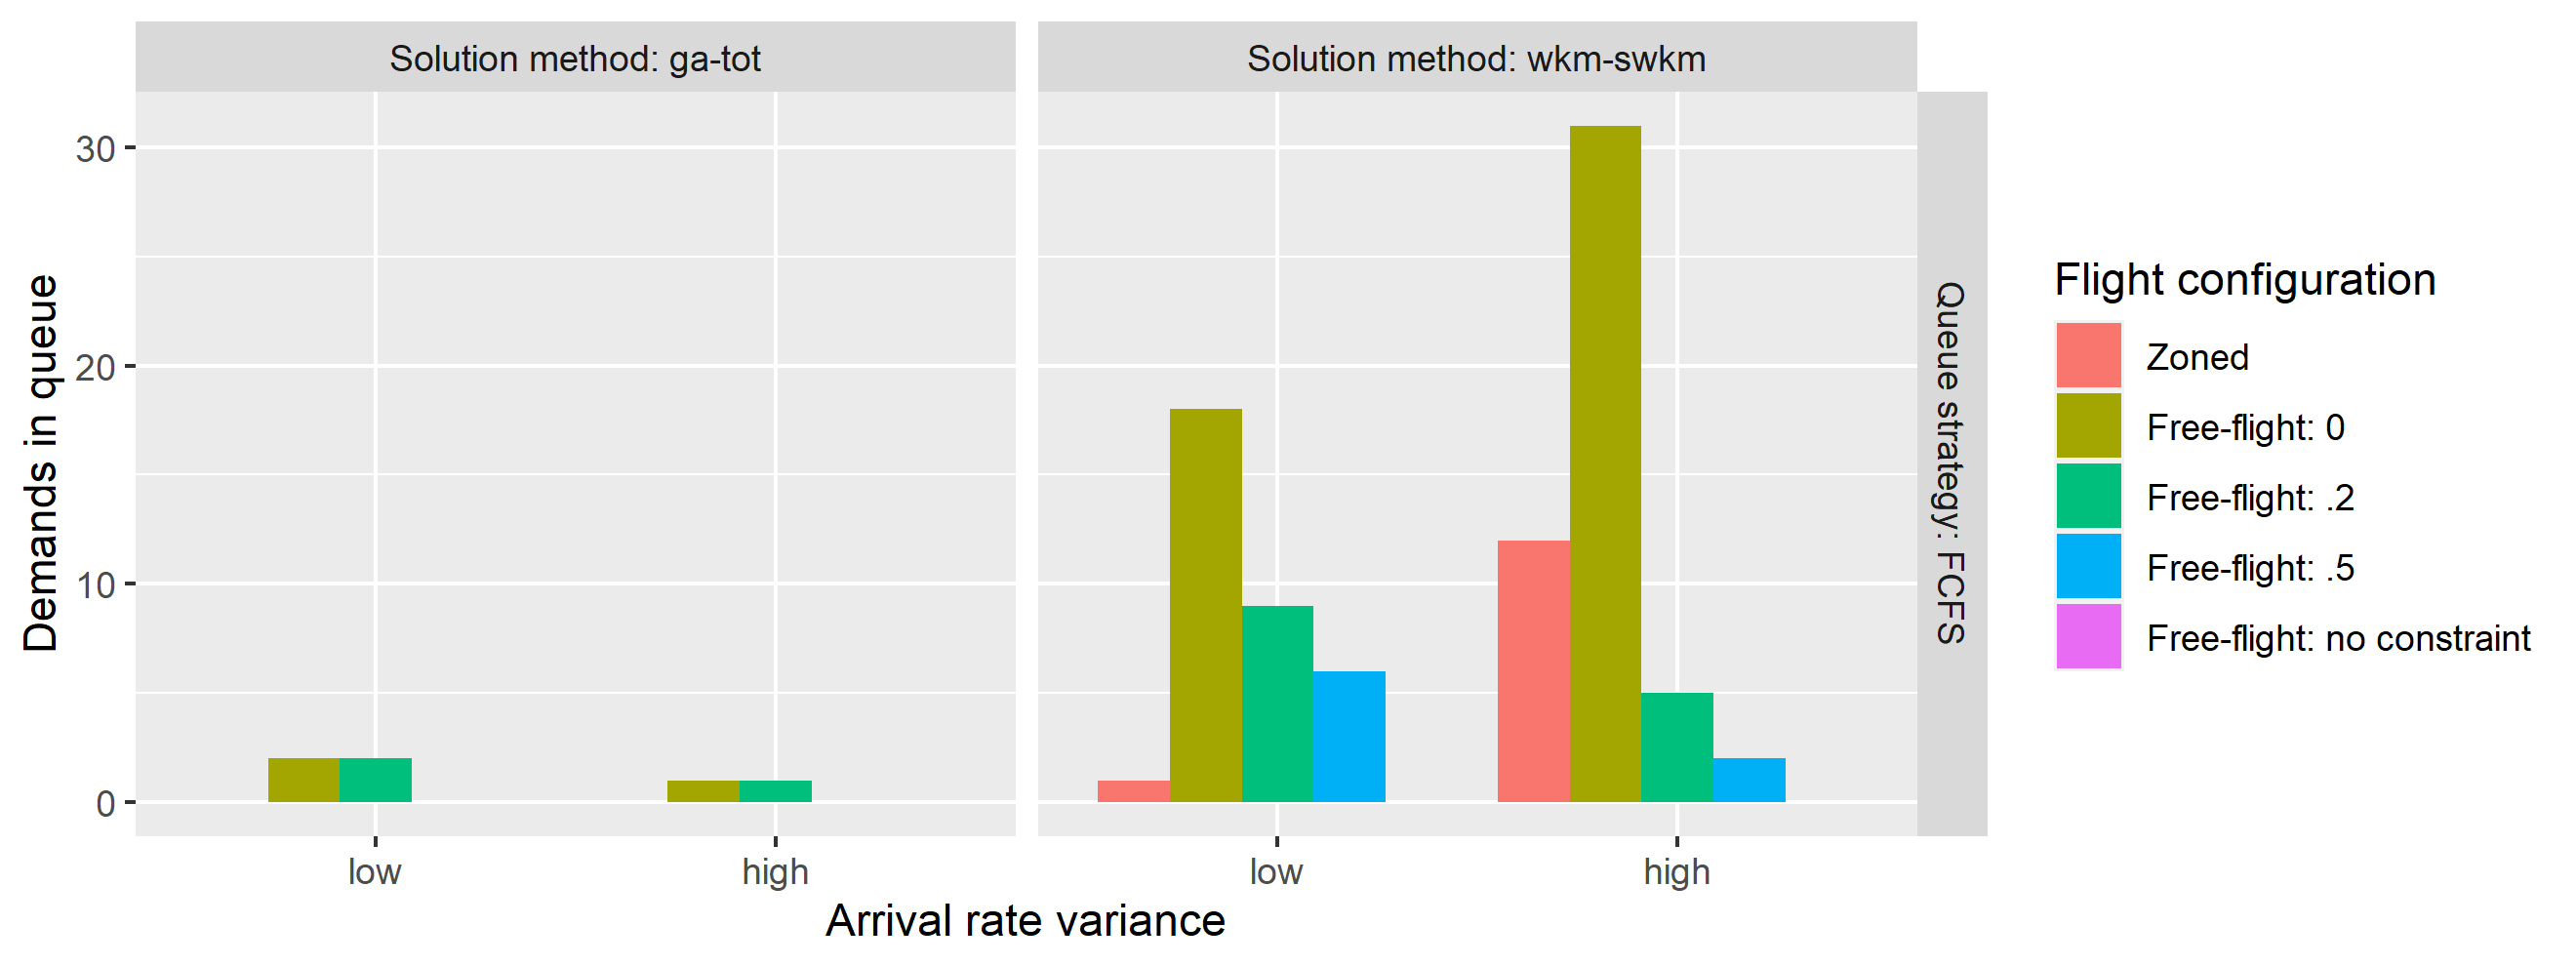 Solution method: ga-tot
Solution method: wkm-swkm
Demands in queue
30
20
10
0
low
high
low
high
Arrival rate variance
Queue strategy: FCFS
Flight configuration
Zoned
Free-flight: 0
Free-flight: .2
Free-flight: .5
Free-flight: no constraint